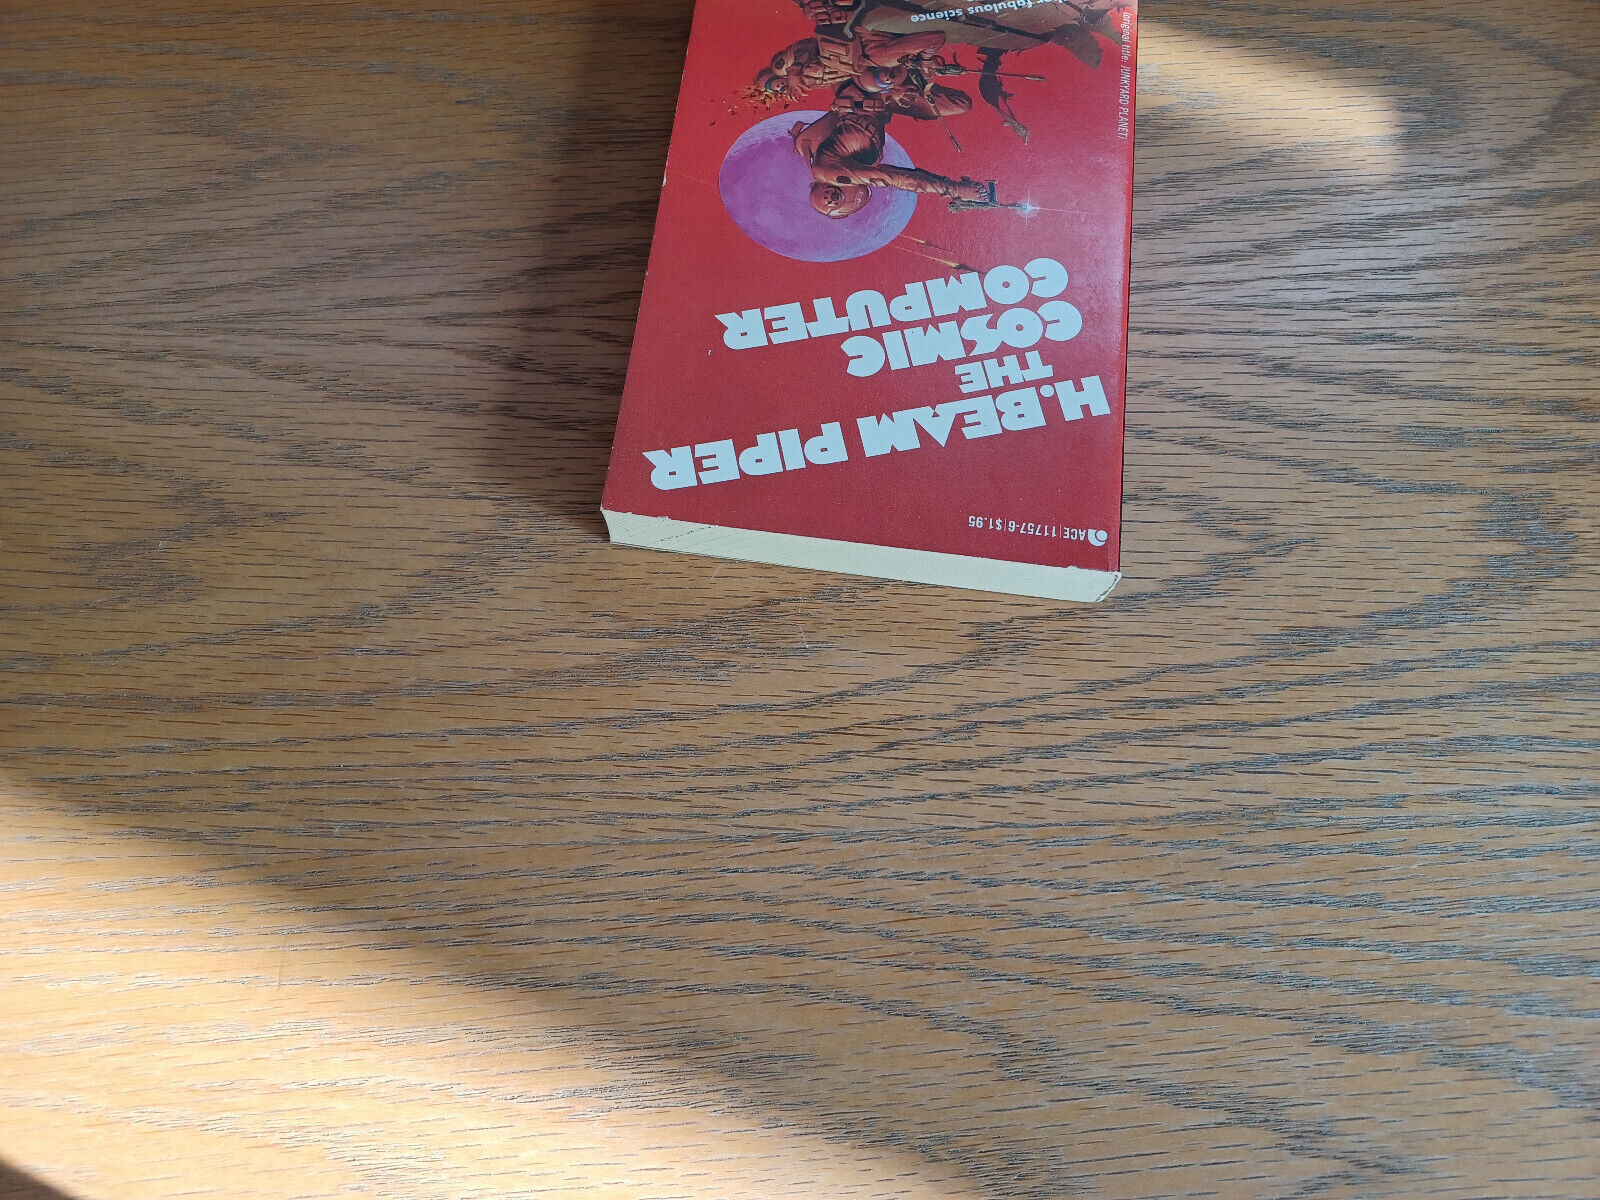 ACE|11757-6|$1.95
H. BEAM PIPER
THE
COSMIC
COMPUTER
(original title: JUNKYARD PLANET)
fabulous science